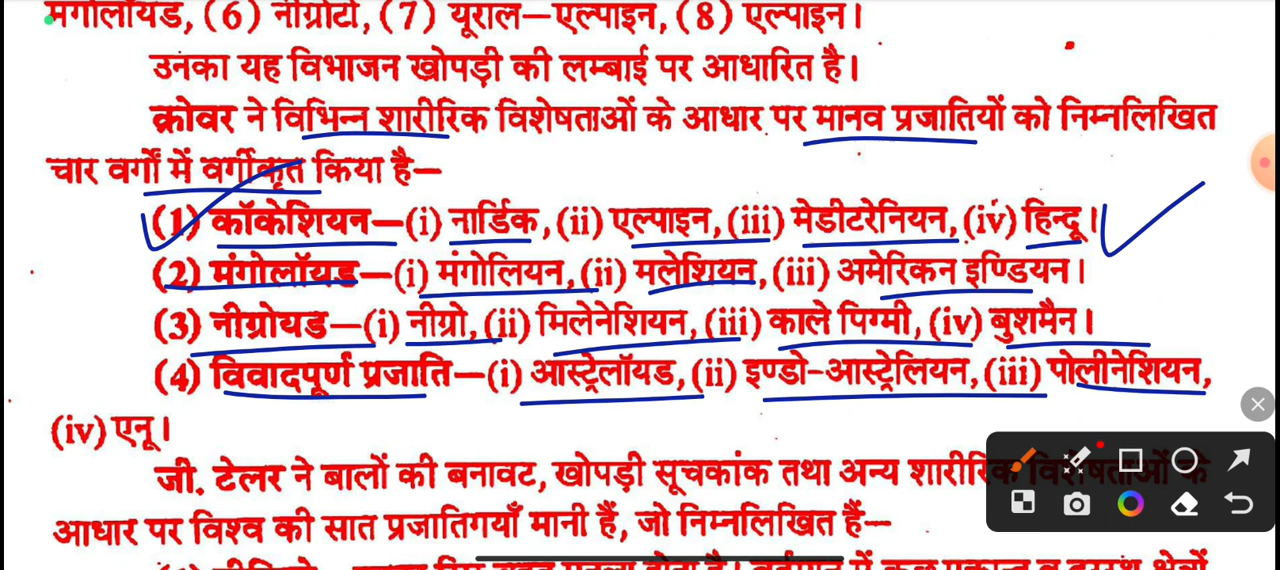 मंगोलॉयड, (6) नीग्रोटो, (7) यूराल–एल्पाइन, (8) एल्पाइन।
उनका यह विभाजन खोपड़ी की लम्बाई पर आधारित है।
क्रोवर ने विभिन्न शारीरिक विशेषताओं के आधार पर मानव प्रजातियों को निम्नलिखित
चार वर्गों में वर्गीकृत किया है–
(1) कॉकेशियन–(i) नार्डिक, (ii) एल्पाइन, (iii) मेडीटरेनियन, (iv) हिन्दू।
(2) मंगोलॉयड–(i) मंगोलियन, (ii) मलेशियन, (iii) अमेरिकन इण्डियन।
(3) नीग्रोयड–(i) नीग्रो, (ii) मिलेनेशियन, (iii) काले पिग्मी, (iv) बुशमैन।
(4) विवादपूर्ण प्रजाति–(i) आस्ट्रेलॉयड, (ii) इण्डो-आस्ट्रेलियन, (iii) पोलीनेशियन,
(iv) एनू।
जी. टेलर ने बालों की बनावट, खोपड़ी सूचकांक तथा अन्य शारीरिक विशेषताओं के
आधार पर विश्व की सात प्रजातिगयाँ मानी हैं, जो निम्नलिखित हैं–